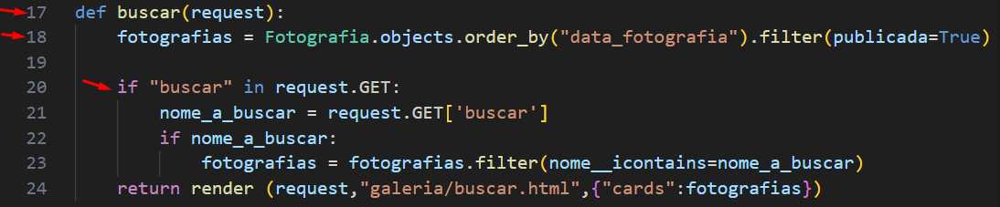 17 def buscar(request):
18 fotografias = Fotografia.objects.order_by("data_fotografia").filter(publicada=True)
19
20 if "buscar" in request.GET:
21 nome_a_buscar = request.GET['buscar']
22 if nome_a_buscar:
23 fotografias = fotografias.filter(nome__icontains=nome_a_buscar)
24 return render (request,"galeria/buscar.html",{"cards":fotografias})